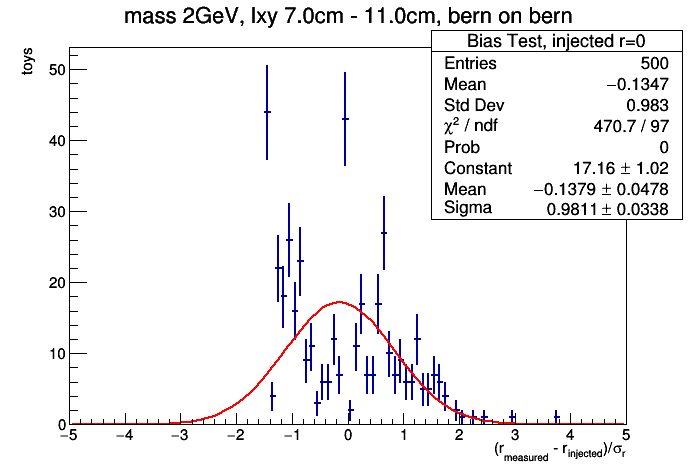 mass 2GeV, lxy 7.0cm - 11.0cm, bern on bern
Bias Test, injected r=0
Entries 500
Mean −0.1347
Std Dev 0.983
χ² / ndf 470.7 / 97
Prob 0
Constant 17.16 ± 1.02
Mean −0.1379 ± 0.0478
Sigma 0.9811 ± 0.0338
toys
50
40
30
20
10
0
−5 −4 −3 −2 −1 0 1 2 3 4 5
(r_measured - r_injected)/σ_r